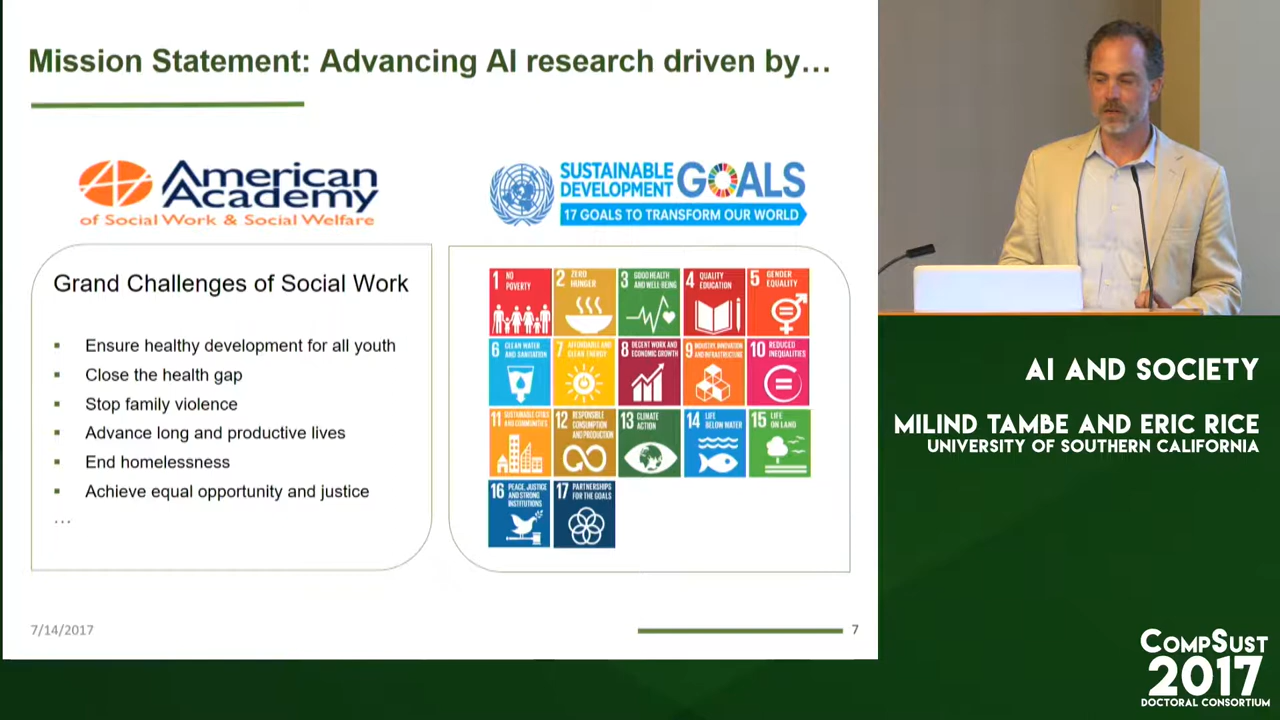 Mission Statement: Advancing AI research driven by…
American
Academy
of Social Work & Social Welfare
SUSTAINABLE
DEVELOPMENT
GOALS
17 GOALS TO TRANSFORM OUR WORLD
Grand Challenges of Social Work
▪ Ensure healthy development for all youth
▪ Close the health gap
▪ Stop family violence
▪ Advance long and productive lives
▪ End homelessness
▪ Achieve equal opportunity and justice
…
1 NO
POVERTY
2 ZERO
HUNGER
3 GOOD HEALTH
AND WELL-BEING
4 QUALITY
EDUCATION
5 GENDER
EQUALITY
6 CLEAN WATER
AND SANITATION
7 AFFORDABLE AND
CLEAN ENERGY
8 DECENT WORK AND
ECONOMIC GROWTH
9 INDUSTRY, INNOVATION
AND INFRASTRUCTURE
10 REDUCED
INEQUALITIES
11 SUSTAINABLE CITIES
AND COMMUNITIES
12 RESPONSIBLE
CONSUMPTION
AND PRODUCTION
13 CLIMATE
ACTION
14 LIFE
BELOW WATER
15 LIFE
ON LAND
16 PEACE, JUSTICE
AND STRONG
INSTITUTIONS
17 PARTNERSHIPS
FOR THE GOALS
7/14/2017
7
AI AND SOCIETY
MILIND TAMBE AND ERIC RICE
UNIVERSITY OF SOUTHERN CALIFORNIA
COMPSUST
2017
DOCTORAL CONSORTIUM